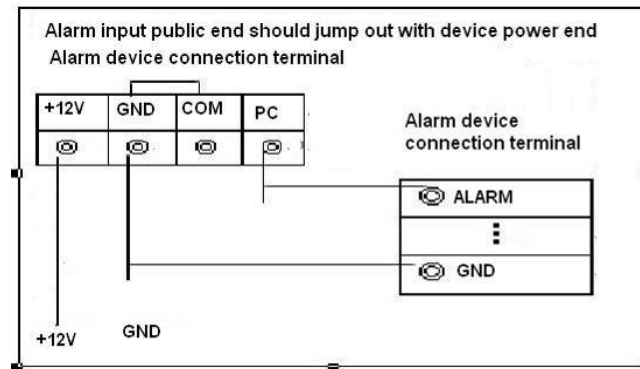 Alarm input public end should jump out with device power end
Alarm device connection terminal
+12V GND COM PC
Alarm device
connection terminal
ALARM
GND
+12V GND